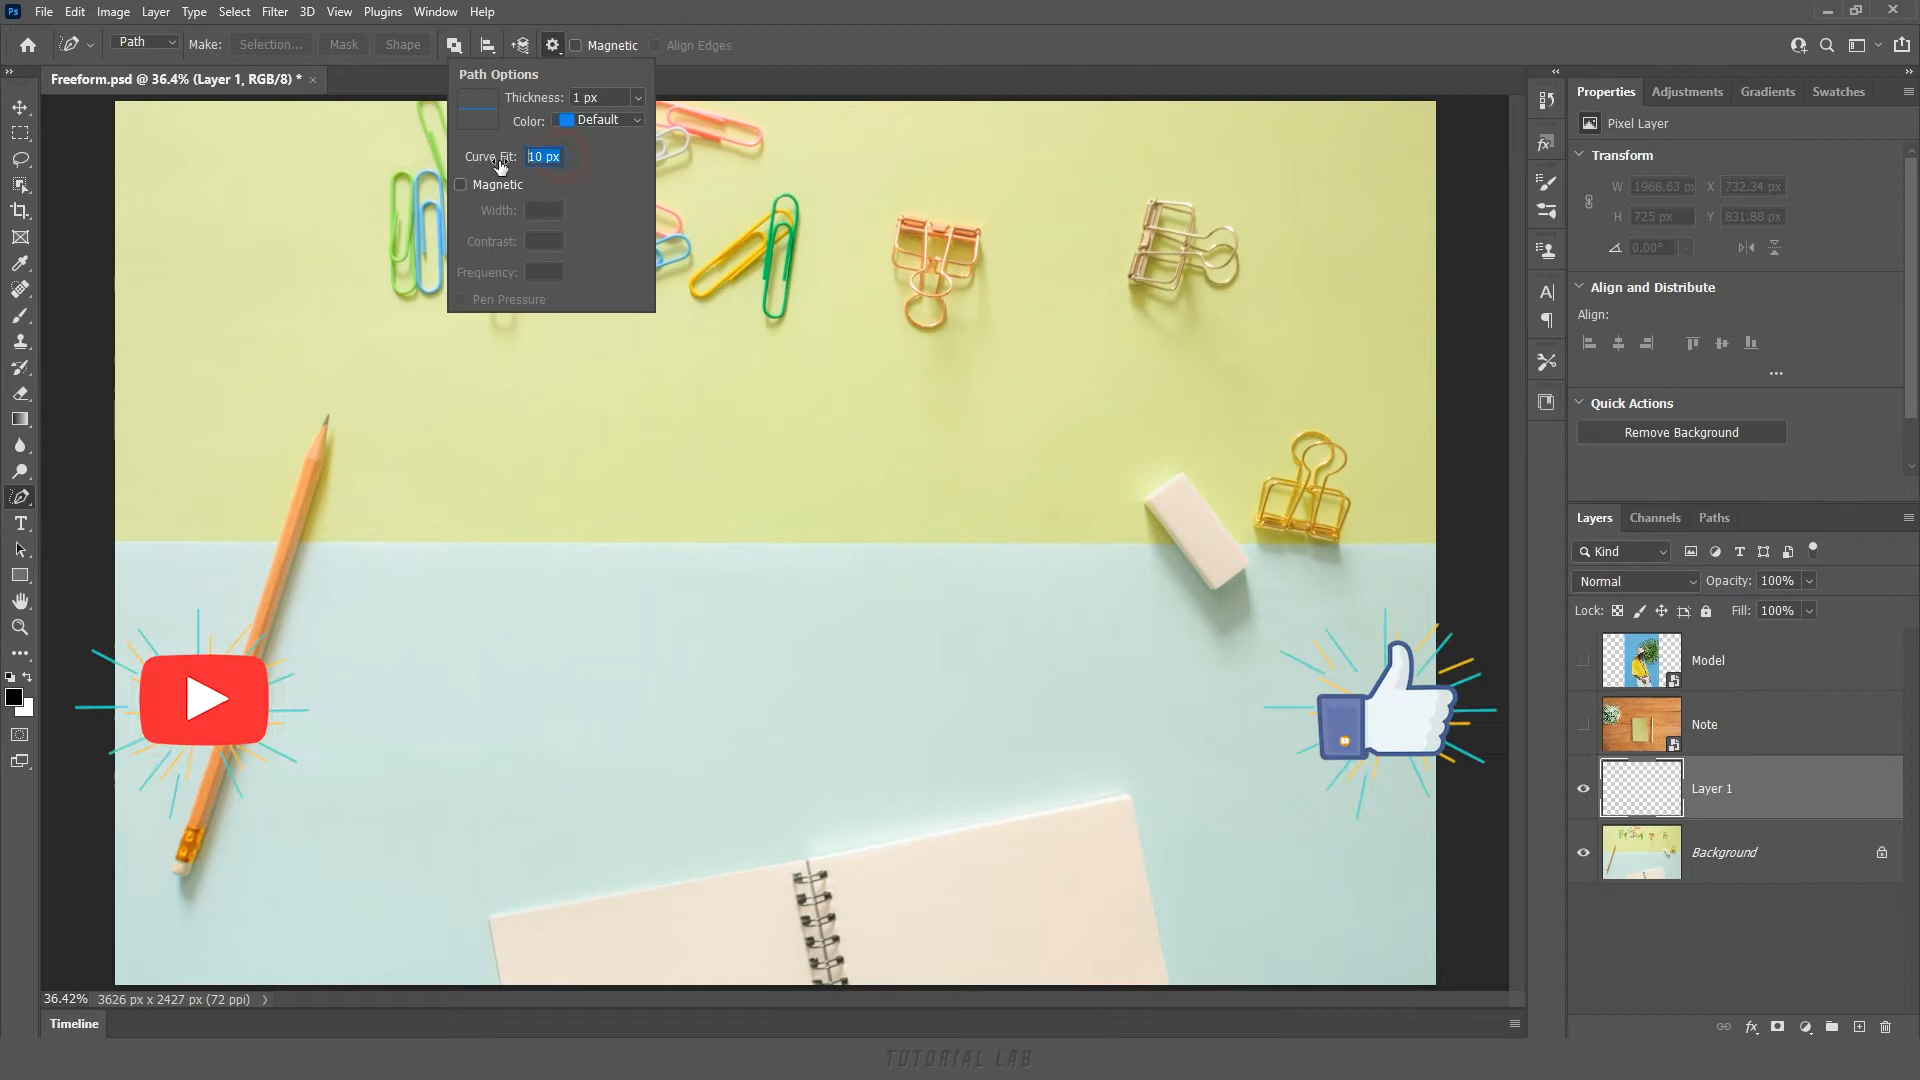 Ps File Edit Image Layer Type Select Filter 3D View Plugins Window Help
Path Make: Selection... Mask Shape Magnetic Align Edges
Freeform.psd @ 36.4% (Layer 1, RGB/8) * ×
Path Options
Thickness: 1 px
Color: Default
Curve Fit: 10 px
Magnetic
Width:
Contrast:
Frequency:
Pen Pressure
Properties Adjustments Gradients Swatches
Pixel Layer
Transform
W 1968.63 px X 732.34 px
H 725 px Y 831.88 px
0.00°
Align and Distribute
Align:
Quick Actions
Remove Background
Layers Channels Paths
Kind
Normal Opacity: 100%
Lock: Fill: 100%
Model
Note
Layer 1
Background
36.42% 3626 px x 2427 px (72 ppi)
Timeline
TUTORIAL LAB